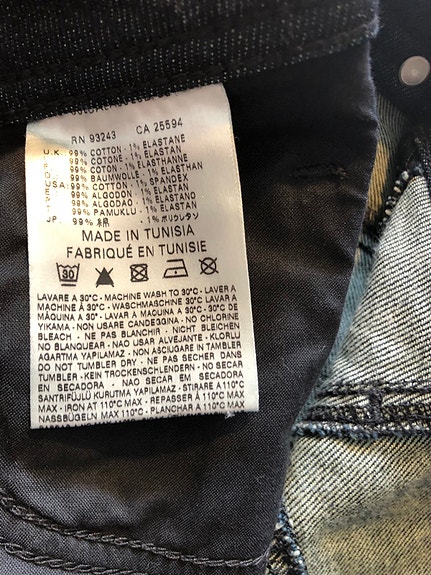 RN 93243 CA 25594
U.K. 99% COTTON - 1% ELASTANE
99% COTONE - 1% ELASTAN
99% COTON - 1% ELASTHANNE
99% BAUMWOLLE - 1% ELASTHAN
USA: 99% COTTON - 1% SPANDEX
99% ALGODON - 1% ELASTAN
99% ALGODAO - 1% ELASTANO
99% PAMUKLU - 1% ELASTAN
JP. 99% 綿 - 1% ポリウレタン
MADE IN TUNISIA
FABRIQUÉ EN TUNISIE
30
LAVARE A 30°C - MACHINE WASH TO 30°C - LAVER A
MACHINE À 30°C - WASCHMASCHINE 30°C - LAVAR A
MÁQUINA A 30° - LAVAR A MACUINA A 30°C - 30°C DE
YIKAMA - NON USARE CANDEGGINA - NO CHLORINE
BLEACH - NE PAS BLANCHIR - NICHT BLEICHEN
NO BLANQUEAR - NÃO USAR ALVEJANTE - KLORLU
AGARTMA YAPILAMAZ - NON ASCIUGARE IN TAMBLER
DO NOT TUMBLER DRY - NE PAS SECHER DANS
TUMBLER - KEIN TROCKENSCHLEUDERN - NO SECAR
EN SECADORA - NÃO SECAR EM SECADORA
SANTRIFÜJLÜ KURUTMA YAPILAMAZ - STIRARE A 110°C
MAX - IRON AT 110°C MAX - REPASSER À 110°C MAX
NASSBÜGELN MAX 110°C - PLANCHAR A 110°C MAX